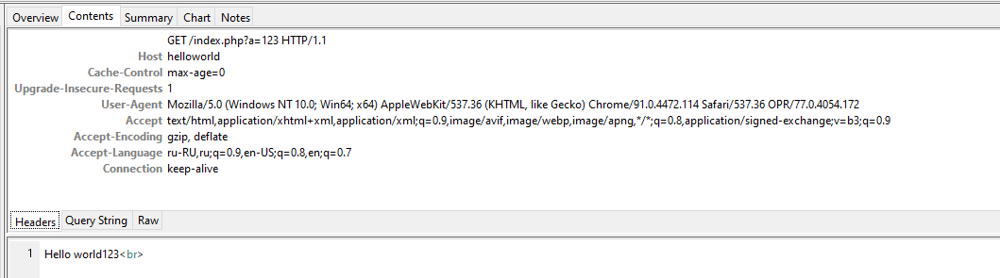 Overview Contents Summary Chart Notes
GET /index.php?a=123 HTTP/1.1
Host helloworld
Cache-Control max-age=0
Upgrade-Insecure-Requests 1
User-Agent Mozilla/5.0 (Windows NT 10.0; Win64; x64) AppleWebKit/537.36 (KHTML, like Gecko) Chrome/91.0.4472.114 Safari/537.36 OPR/77.0.4054.172
Accept text/html,application/xhtml+xml,application/xml;q=0.9,image/avif,image/webp,image/apng,*/*;q=0.8,application/signed-exchange;v=b3;q=0.9
Accept-Encoding gzip, deflate
Accept-Language ru-RU,ru;q=0.9,en-US;q=0.8,en;q=0.7
Connection keep-alive
Headers Query String Raw
1 Hello world123<br>